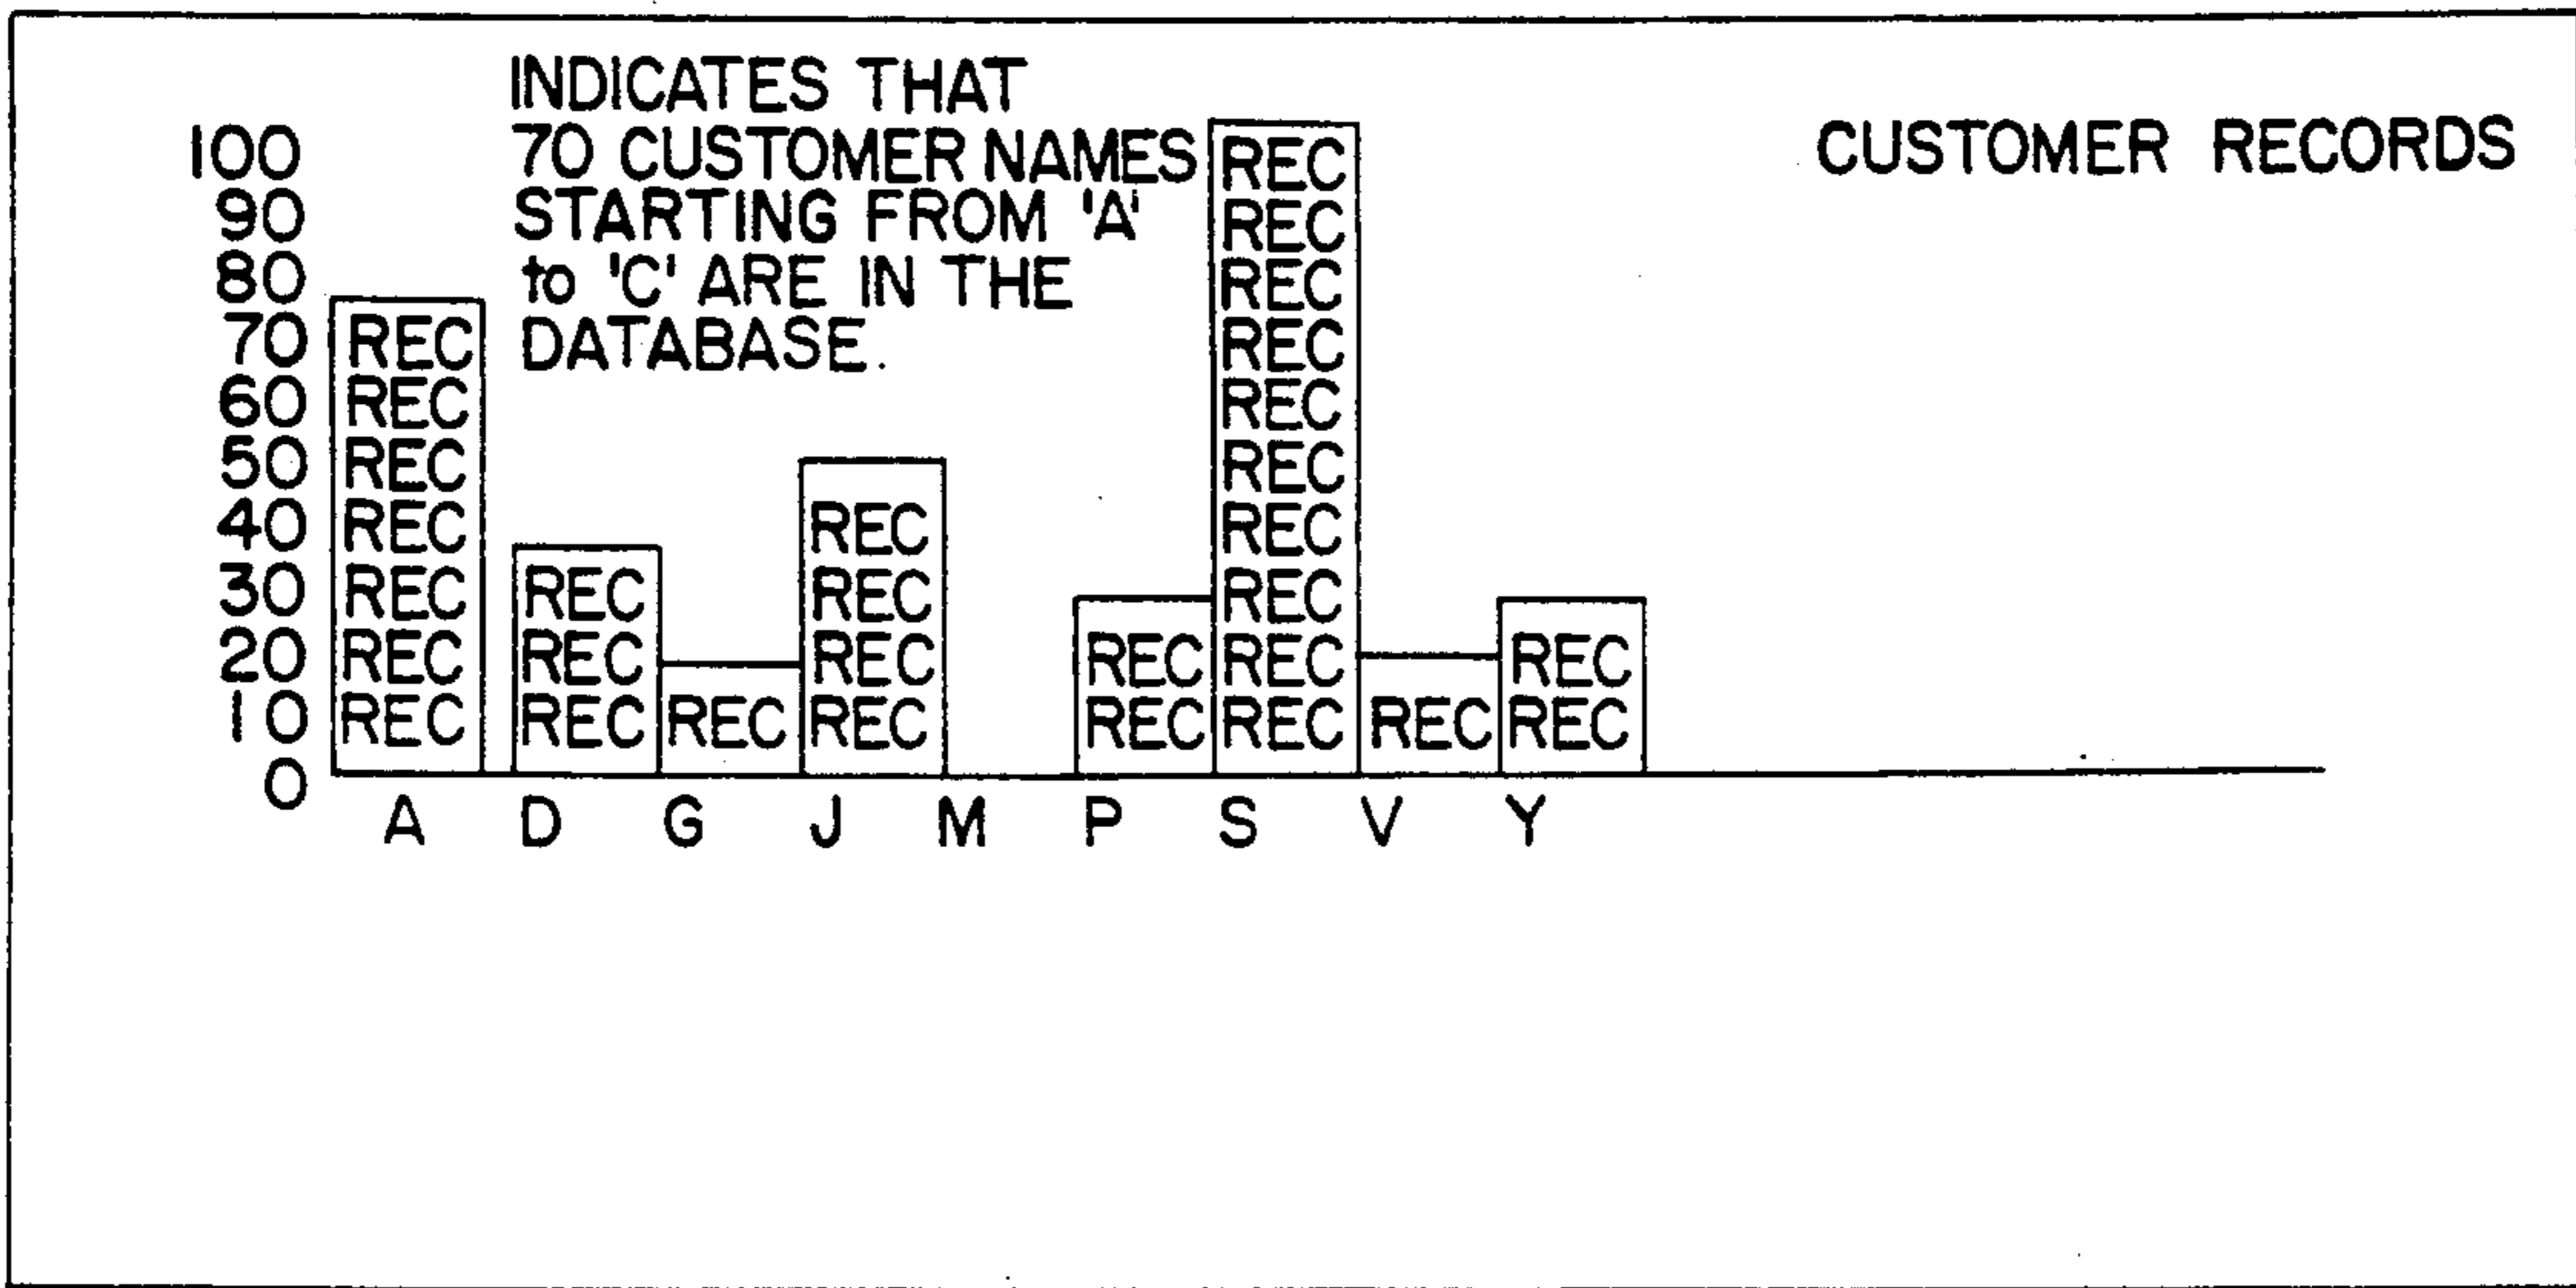 INDICATES THAT
100 70 CUSTOMER NAMES REC CUSTOMER RECORDS
90 STARTING FROM 'A' REC
80 to 'C' ARE IN THE REC
70 REC DATABASE. REC
60 REC REC
50 REC REC
40 REC REC REC
30 REC REC REC REC
20 REC REC REC REC REC REC
10 REC REC REC REC REC REC REC REC
0
A D G J M P S V Y